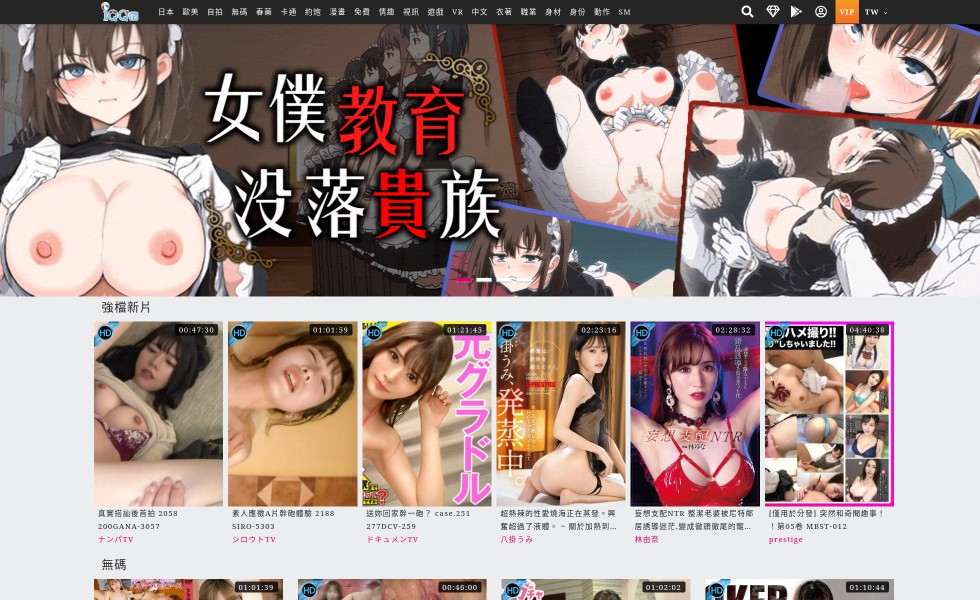 iQQ
日本 歐美 自拍 無碼 春藥 卡通 約炮 漫畫 免費 情趣 視訊 遊戲 VR 中文 衣著 職業 身材 身份 動作 SM
VIP TW
女僕教育
没落貴族
強檔新片
HD 00:47:30
HD 01:01:59
HD 01:21:45
元グラドル
HD 02:23:16
八掛うみ、発蒸中。
PRESTIGE
HD 02:28:32
妄想支配NTR
林ゆな
HD 04:40:38
ハメ撮り!!
しちゃいました!!
真實搭訕後首拍 2058
200GANA-3057
ナンパTV
素人應徵A片幹砲體驗 2188
SIRO-5303
シロウトTV
送妳回家幹一砲？ case.251
277DCV-259
ドキュメンTV
超熱辣的性愛燒海正在蒸發。興
奮超過了液體。 ~ 關於加熱到...
八掛うみ
妄想支配NTR 整潔老婆被尼特鄰
居誘導迷茫,變成徹頭徹尾的寵...
林由奈
[僅用於分發] 突然和奇聞趣事！
！第05卷 MBST-012
prestige
無碼
01:01:39
HD 00:46:00
HD 01:02:02
HD 01:10:44